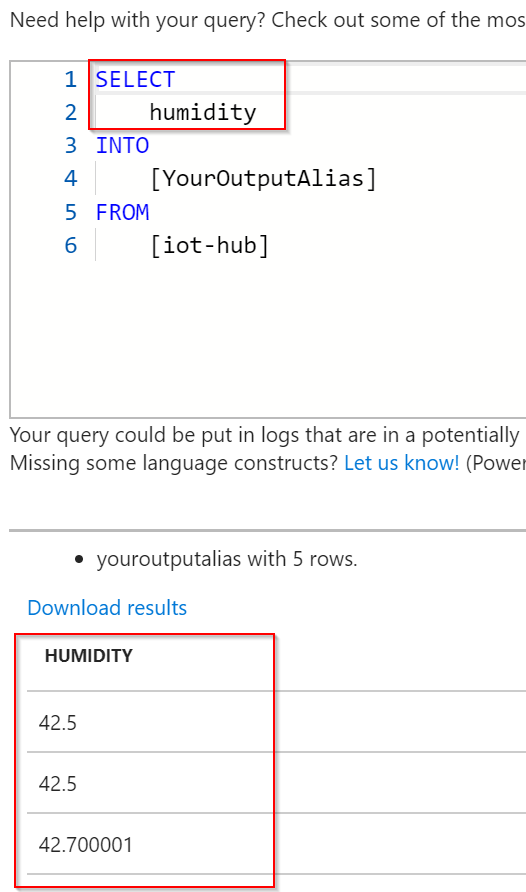 Need help with your query? Check out some of the mos
1 SELECT
2 humidity
3 INTO
4 [YourOutputAlias]
5 FROM
6 [iot-hub]
Your query could be put in logs that are in a potentially
Missing some language constructs? Let us know! (Power
• youroutputalias with 5 rows.
Download results
HUMIDITY
42.5
42.5
42.700001